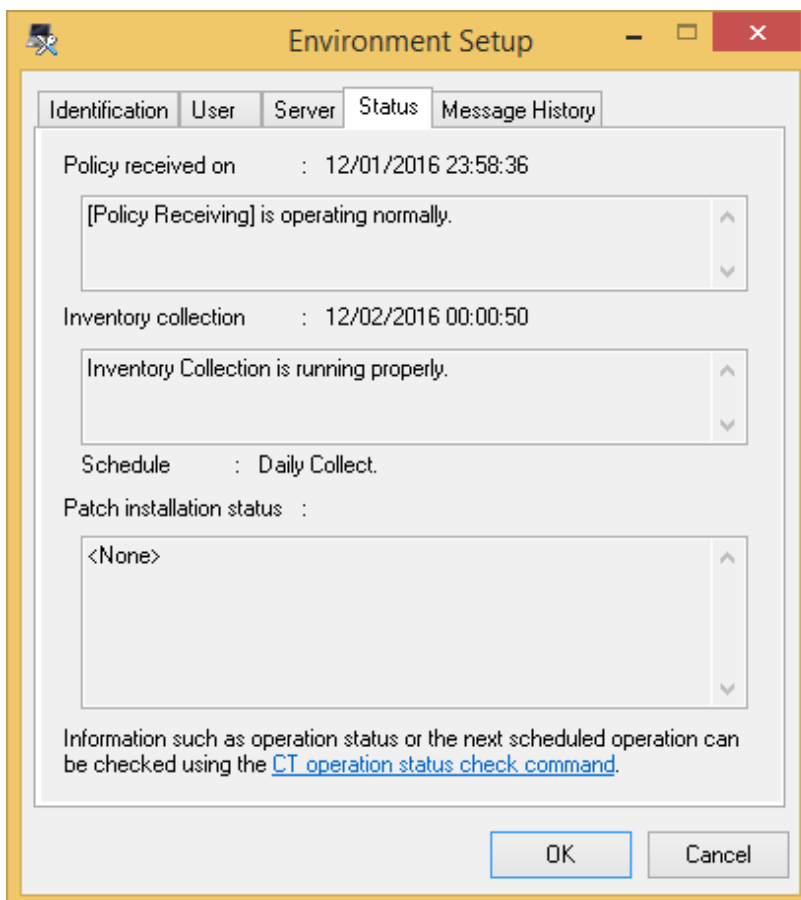 Environment Setup
Identification User Server Status Message History
Policy received on : 12/01/2016 23:58:36
[Policy Receiving] is operating normally.
Inventory collection : 12/02/2016 00:00:50
Inventory Collection is running properly.
Schedule : Daily Collect.
Patch installation status :
<None>
Information such as operation status or the next scheduled operation can
be checked using the CT operation status check command.
OK Cancel